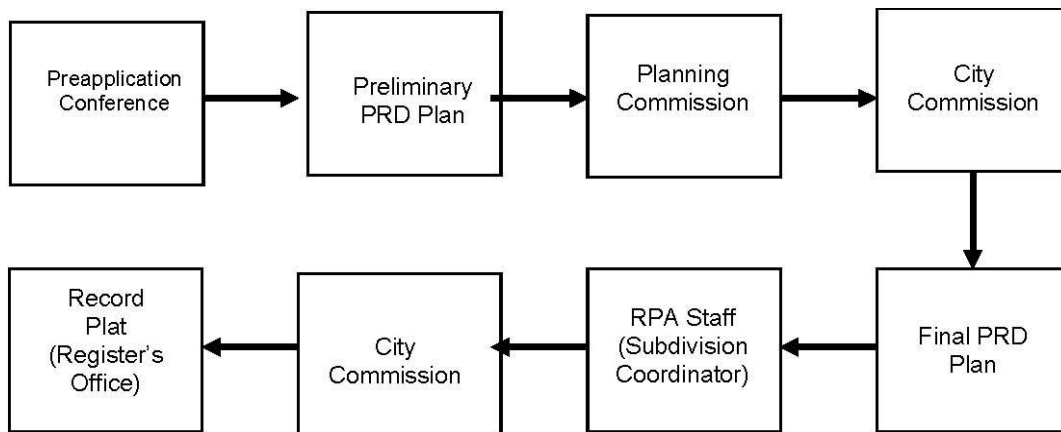 Preapplication
Conference
Preliminary
PRD Plan
Planning
Commission
City
Commission
Final PRD
Plan
RPA Staff
(Subdivision
Coordinator)
City
Commission
Record
Plat
(Register's
Office)